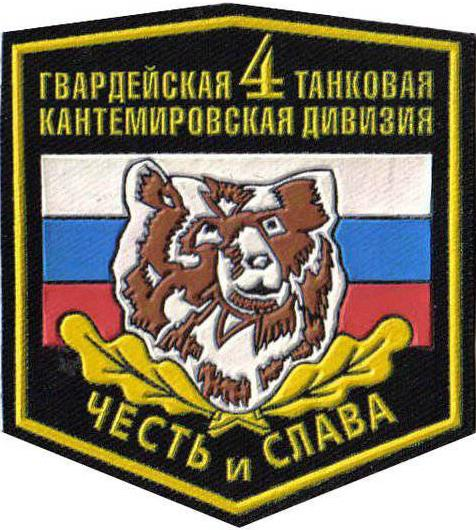 ГВАРДЕЙСКАЯ 4 ТАНКОВАЯ
КАНТЕМИРОВСКАЯ ДИВИЗИЯ
ЧЕСТЬ и СЛАВА